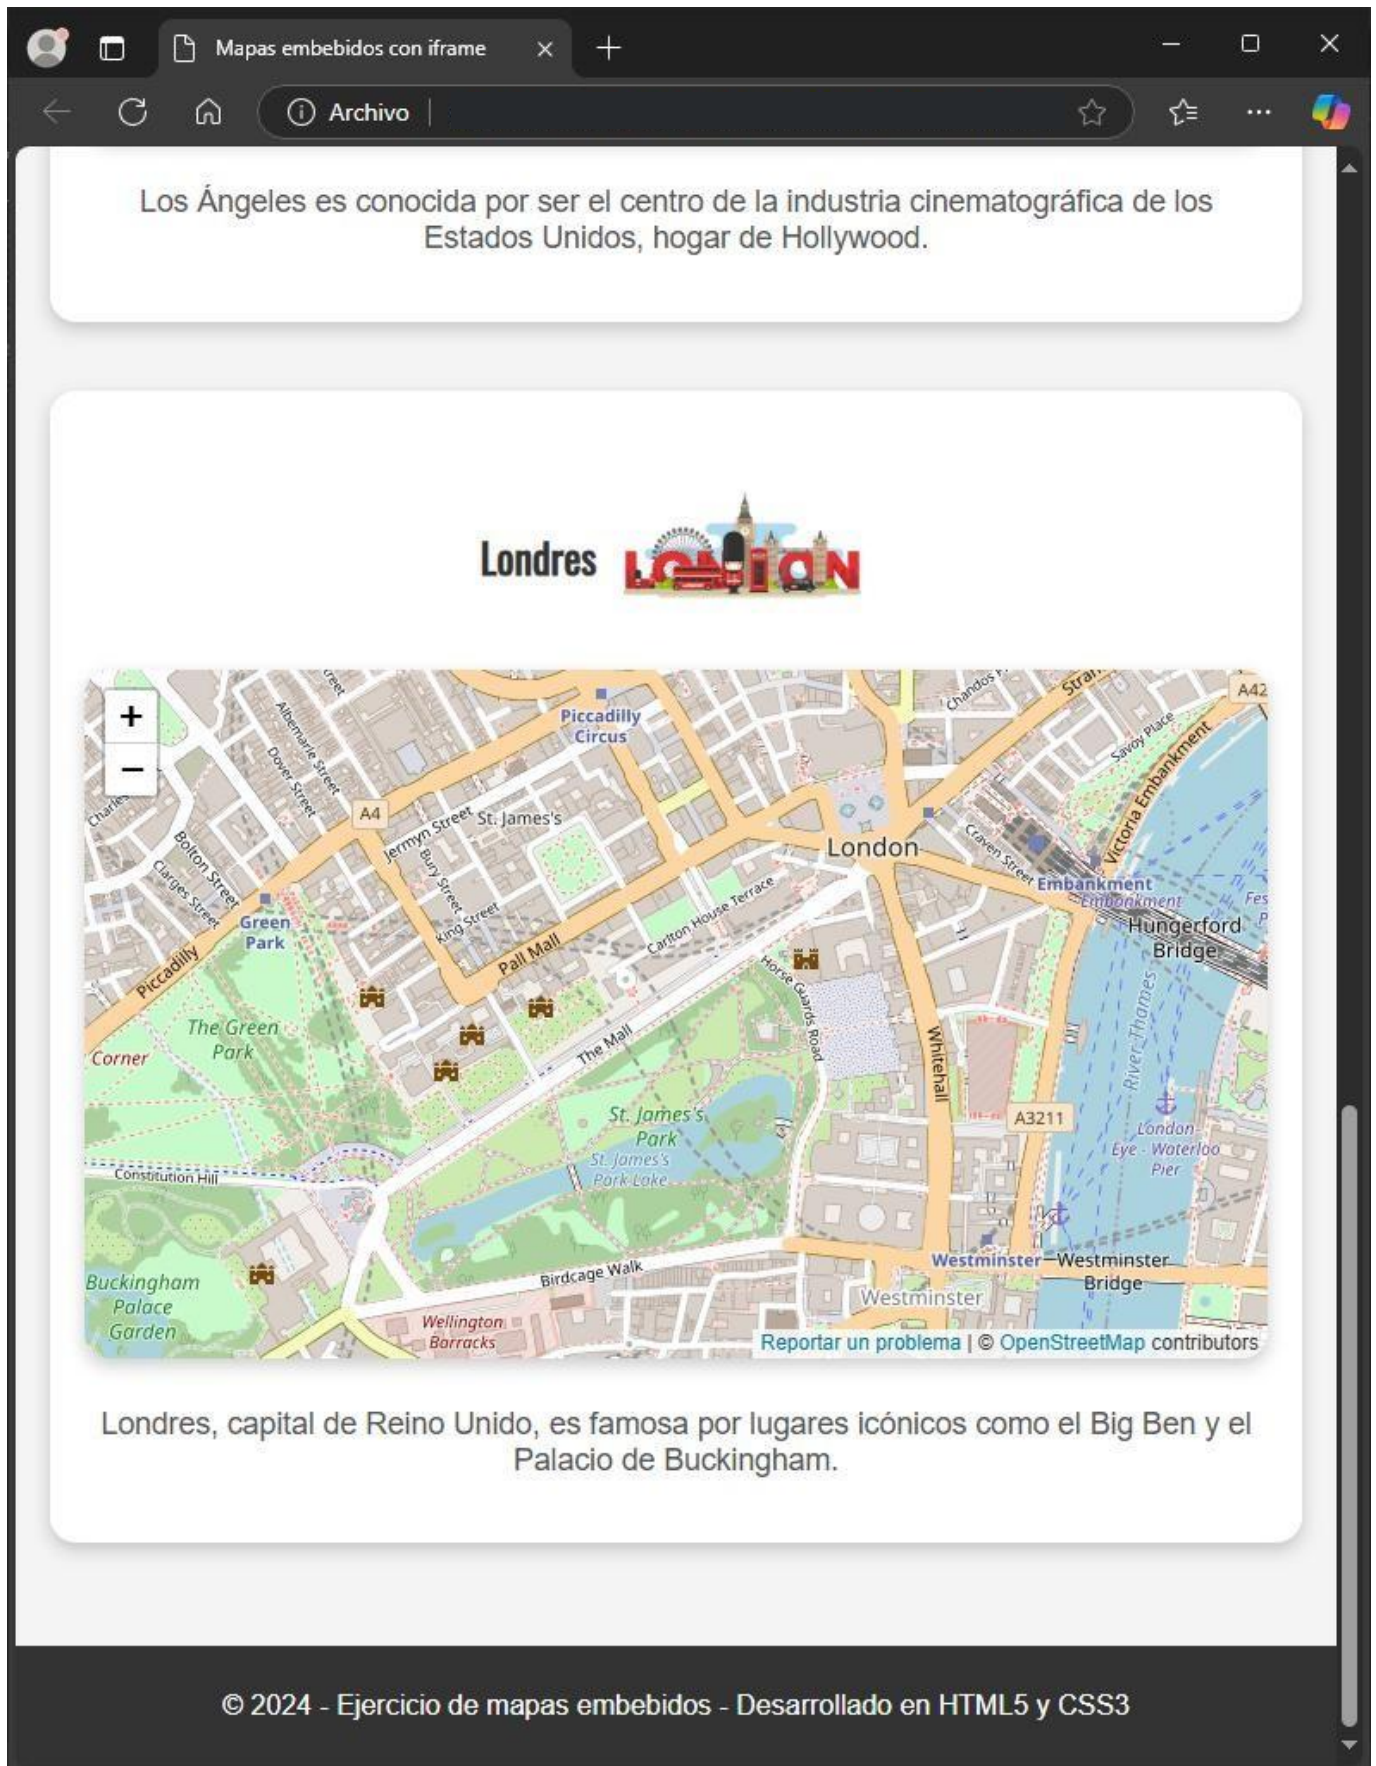 Mapas embebidos con iframe
Archivo
Los Ángeles es conocida por ser el centro de la industria cinematográfica de los
Estados Unidos, hogar de Hollywood.
Londres
LONDON
+
−
Piccadilly
Circus
Chandos
Stran
A42
Savoy Place
Victoria Embankment
Albemarle Street
Dover Street
A4
Jermyn Street
St. James's
Charles
Bolton Street
Clarges Street
Bury Street
King Street
London
Craven Street
Embankment
Embankment
Green
Park
Piccadilly
Pall Mall
Carlton House Terrace
Hungerford
Bridge
Fes
P
Horse Guards Road
The Green
Park
Corner
The Mall
Whitehall
River Thames
St. James's
Park
St. James's
Park Lake
A3211
London
Eye - Waterloo
Pier
Constitution Hill
Westminster
Westminster
Bridge
Westminster
Birdcage Walk
Buckingham
Palace
Garden
Wellington
Barracks
Reportar un problema | © OpenStreetMap contributors
Londres, capital de Reino Unido, es famosa por lugares icónicos como el Big Ben y el
Palacio de Buckingham.
© 2024 - Ejercicio de mapas embebidos - Desarrollado en HTML5 y CSS3